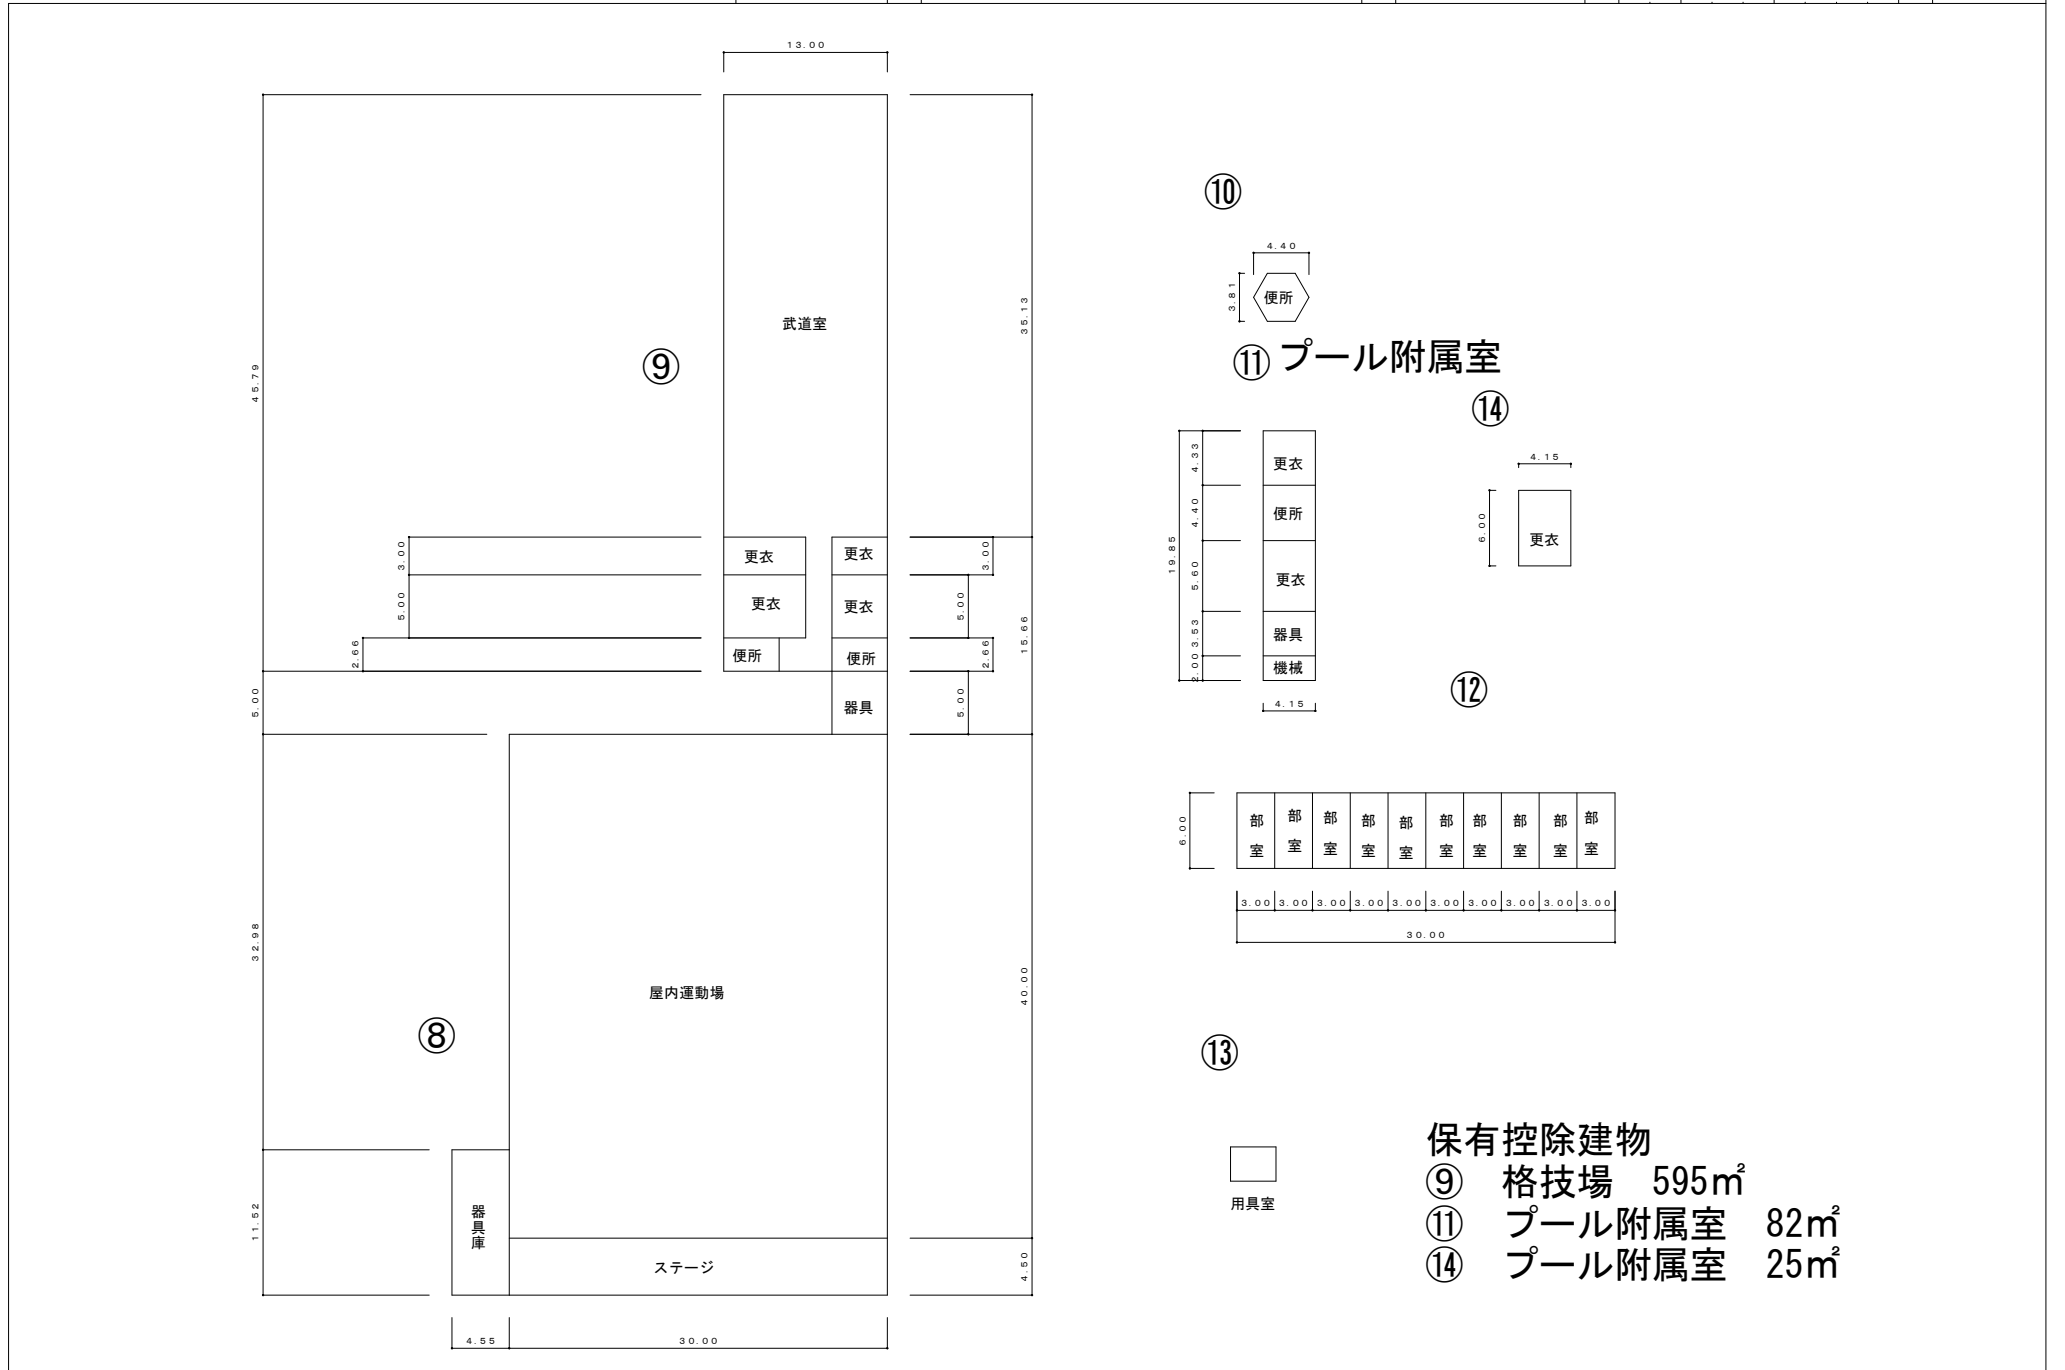 13.00
⑩
4.40
3.81
便所
35.13
武道室
45.79
⑨
⑪ プール附属室
⑭
4.15
6.00
更衣
19.85
4.33
更衣
4.40
便所
5.60
更衣
3.53
器具
2.00
機械
4.15
3.00
更衣
更衣
3.00
5.00
更衣
更衣
5.00
15.66
2.66
便所
便所
2.66
5.00
器具
5.00
⑫
6.00
部室
部室
部室
部室
部室
部室
部室
部室
部室
部室
3.00 3.00 3.00 3.00 3.00 3.00 3.00 3.00 3.00 3.00
30.00
32.98
屋内運動場
40.00
⑧
⑬
用具室
11.52
器具庫
ステージ
4.50
4.55
30.00
保有控除建物
⑨ 格技場 595㎡
⑪ プール附属室 82㎡
⑭ プール附属室 25㎡